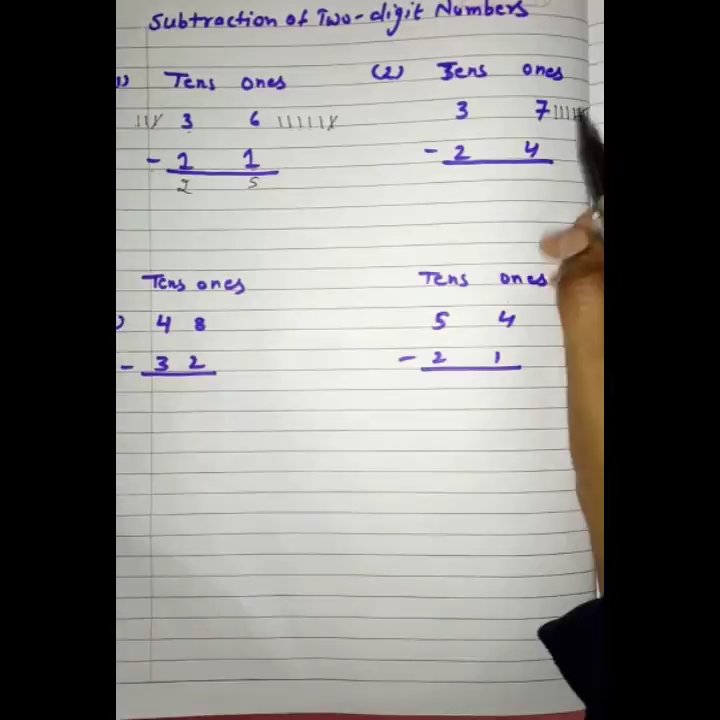 Subtraction of Two-digit Numbers
1) Tens ones (2) Tens ones
3 6 3 7
- 1 1 - 2 4
2 5
Tens ones Tens ones
) 4 8 5 4
- 3 2 - 2 1